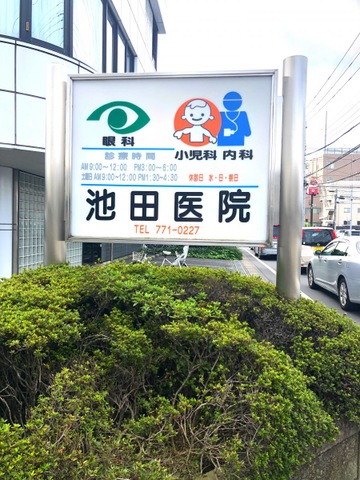 眼科
小児科 内科
診療時間
AM9:00~12:00 PM3:00~6:00
土曜日 AM9:00~12:00 PM1:30~4:30 休診日 水・日・祭日
池田医院
TEL 771-0227